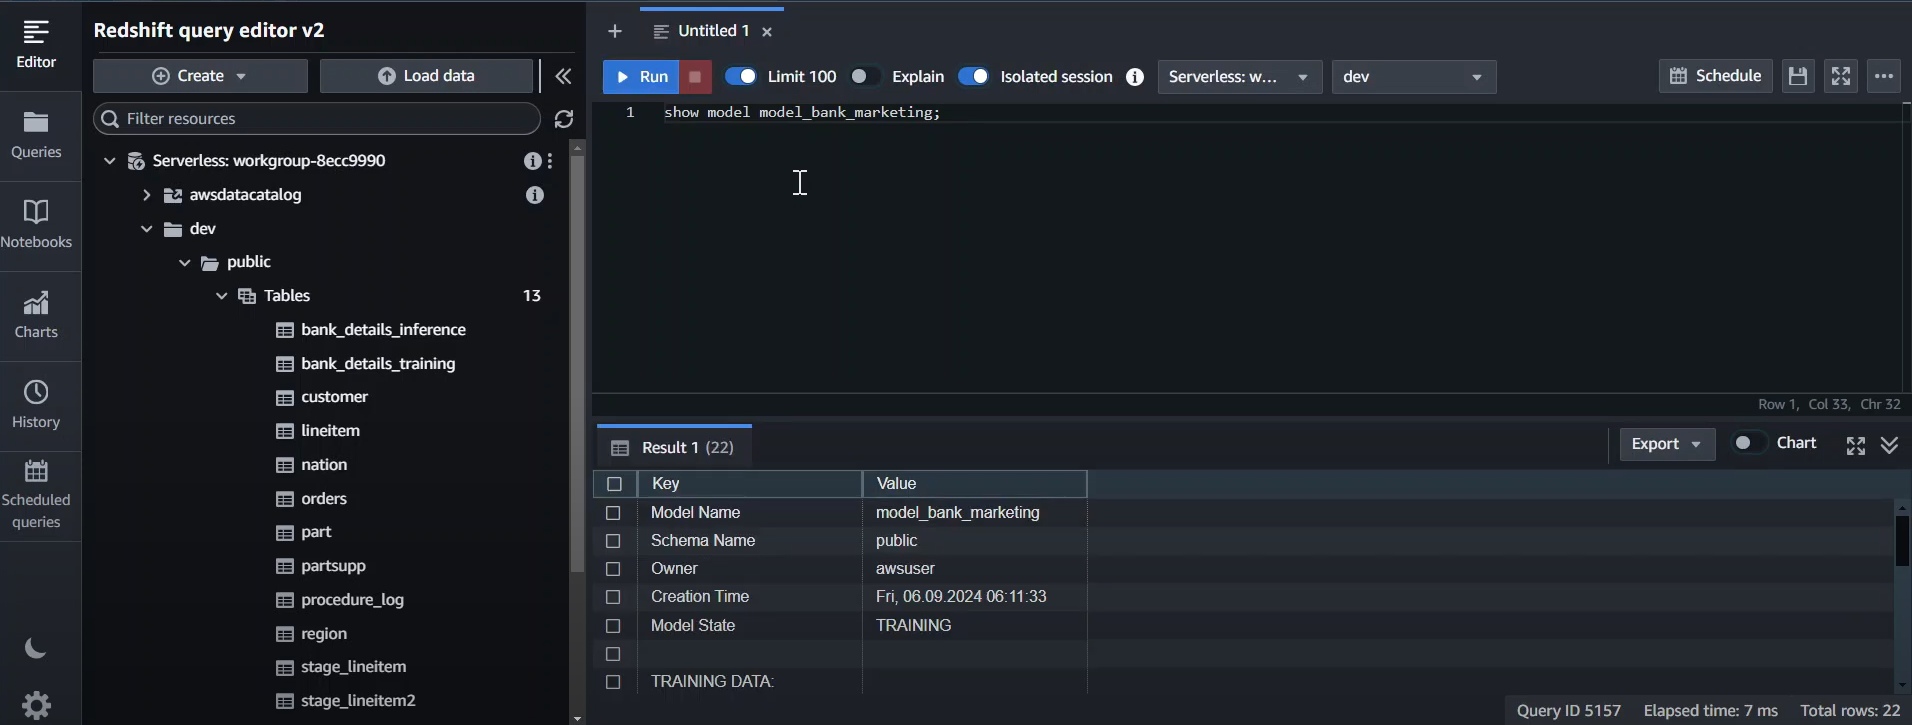 Editor
Queries
Notebooks
Charts
History
Scheduled
queries
Redshift query editor v2
Create
Load data
Filter resources
Serverless: workgroup-8ecc9990
awsdatacatalog
dev
public
Tables 13
bank_details_inference
bank_details_training
customer
lineitem
nation
orders
part
partsupp
procedure_log
region
stage_lineitem
stage_lineitem2
Untitled 1
Run Limit 100 Explain Isolated session Serverless: w... dev Schedule
1 show model model_bank_marketing;
Row 1, Col 33, Chr 32
Result 1 (22) Export Chart
Key Value
Model Name model_bank_marketing
Schema Name public
Owner awsuser
Creation Time Fri, 06.09.2024 06:11:33
Model State TRAINING
TRAINING DATA:
Query ID 5157 Elapsed time: 7 ms Total rows: 22